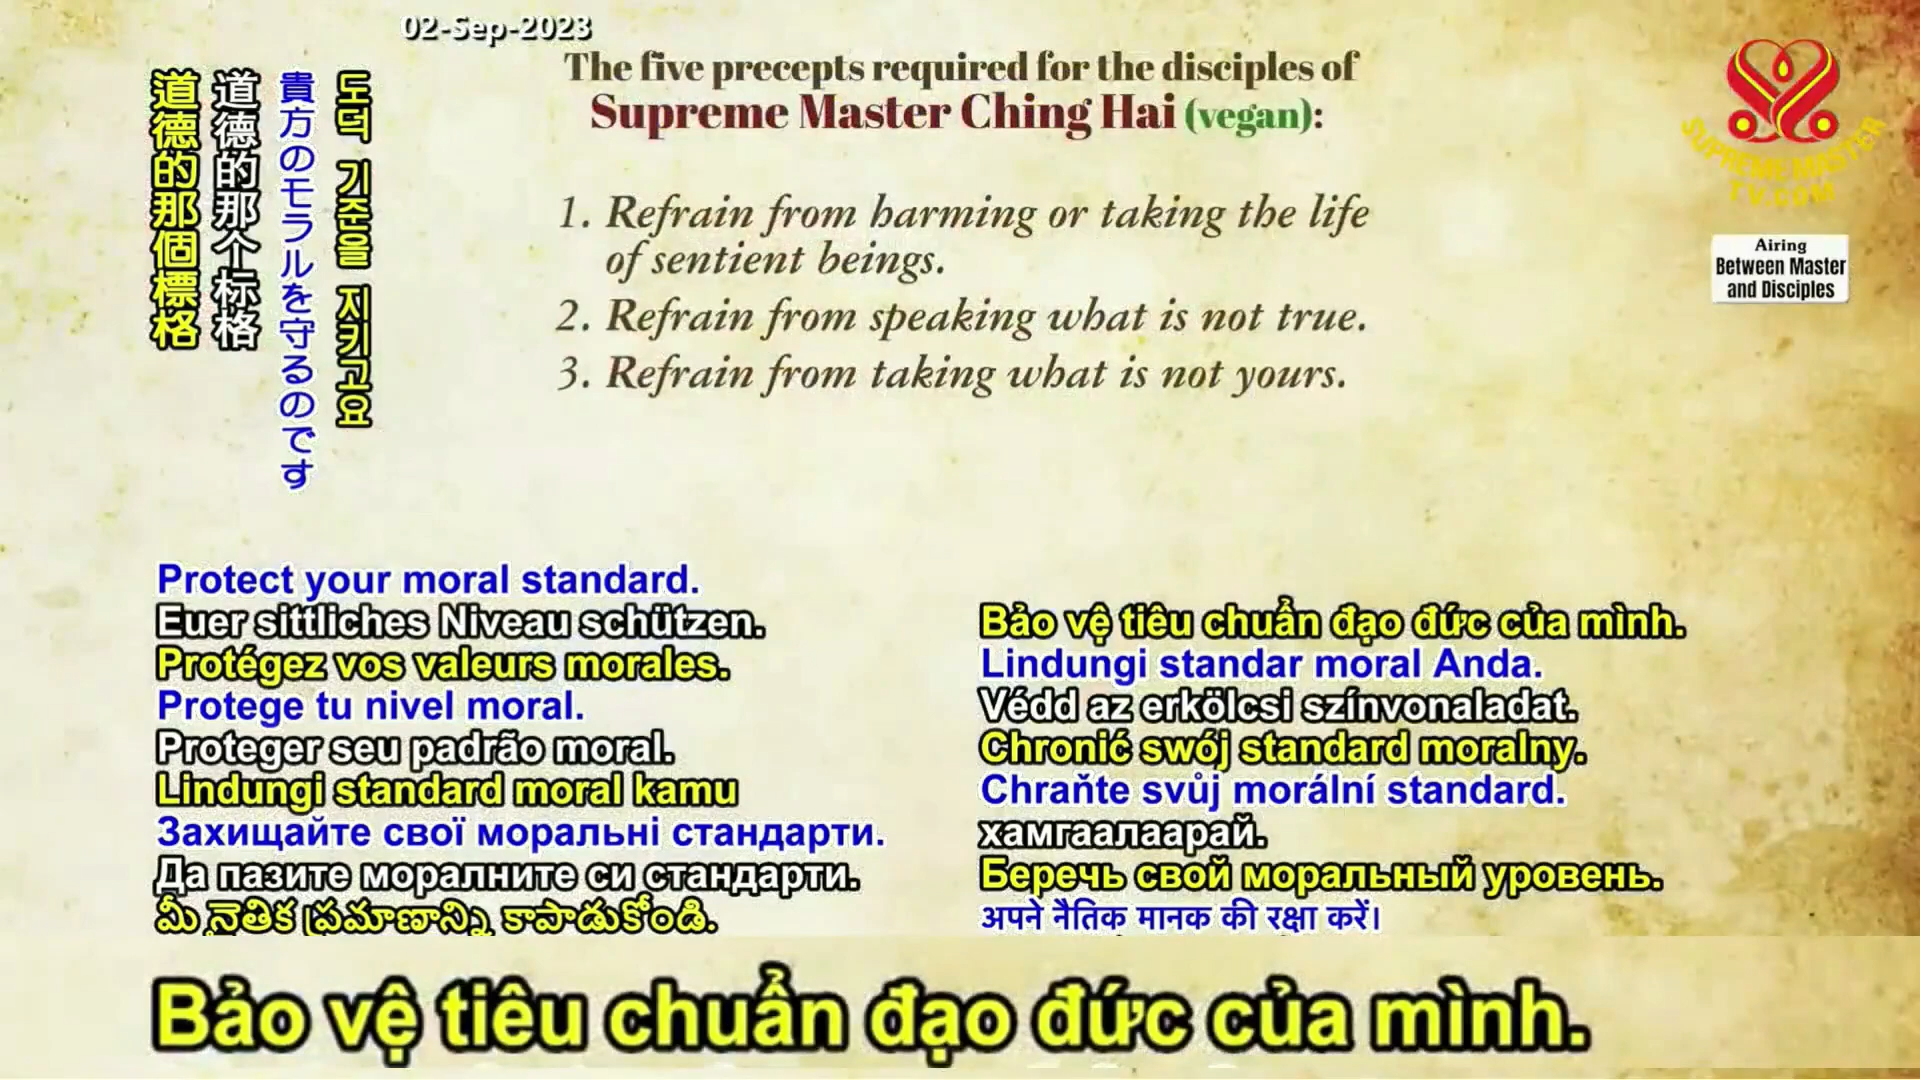 02-Sep-2023
The five precepts required for the disciples of
Supreme Master Ching Hai (vegan):
1. Refrain from harming or taking the life
of sentient beings.
2. Refrain from speaking what is not true.
3. Refrain from taking what is not yours.
SUPREME MASTER
TV.COM
Airing
Between Master
and Disciples
도덕 기준을 지키고요
貴方のモラルを守るのです
道德的那个标格
道德的那個標格
Protect your moral standard.
Euer sittliches Niveau schützen.
Protégez vos valeurs morales.
Protege tu nivel moral.
Proteger seu padrão moral.
Lindungi standard moral kamu
Захищайте свої моральні стандарти.
Да пазите моралните си стандарти.
మీ నైతిక ప్రమాణాన్ని కాపాడుకోండి.
Bảo vệ tiêu chuẩn đạo đức của mình.
Lindungi standar moral Anda.
Védd az erkölcsi színvonaladat.
Chronić swój standard moralny.
Chraňte svůj morální standard.
хамгаалаарай.
Беречь свой моральный уровень.
अपने नैतिक मानक की रक्षा करें।
Bảo vệ tiêu chuẩn đạo đức của mình.